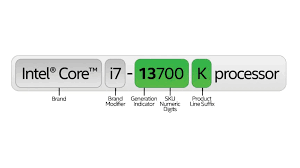 Intel® Core™ i7 - 13700 K processor
Brand Brand Modifier Generation Indicator SKU Numeric Digits Product Line Suffix